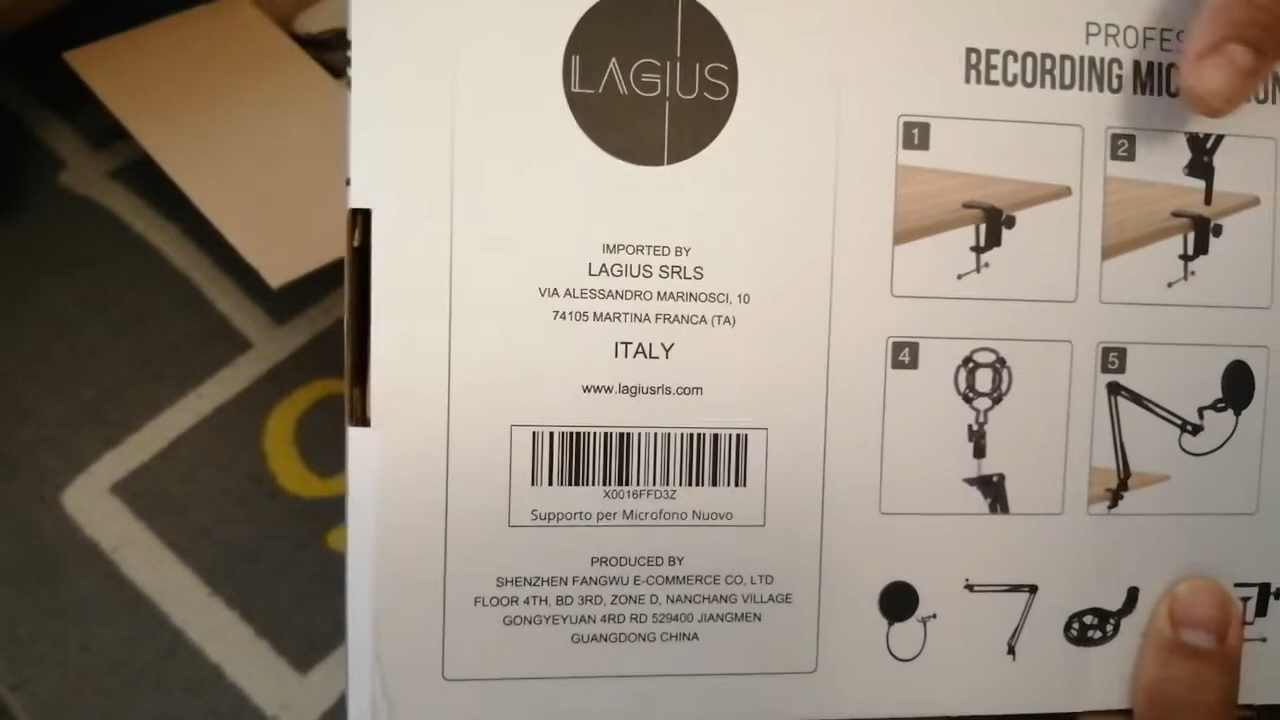 LAGIUS
IMPORTED BY
LAGIUS SRLS
VIA ALESSANDRO MARINOSCI, 10
74105 MARTINA FRANCA (TA)
ITALY
www.lagiusrls.com
X0016FFD3Z
Supporto per Microfono Nuovo
PRODUCED BY
SHENZHEN FANGWU E-COMMERCE CO, LTD
FLOOR 4TH, BD 3RD, ZONE D, NANCHANG VILLAGE
GONGYEYUAN 4RD RD 529400 JIANGMEN
GUANGDONG CHINA
RECORDING
1
2
4
5